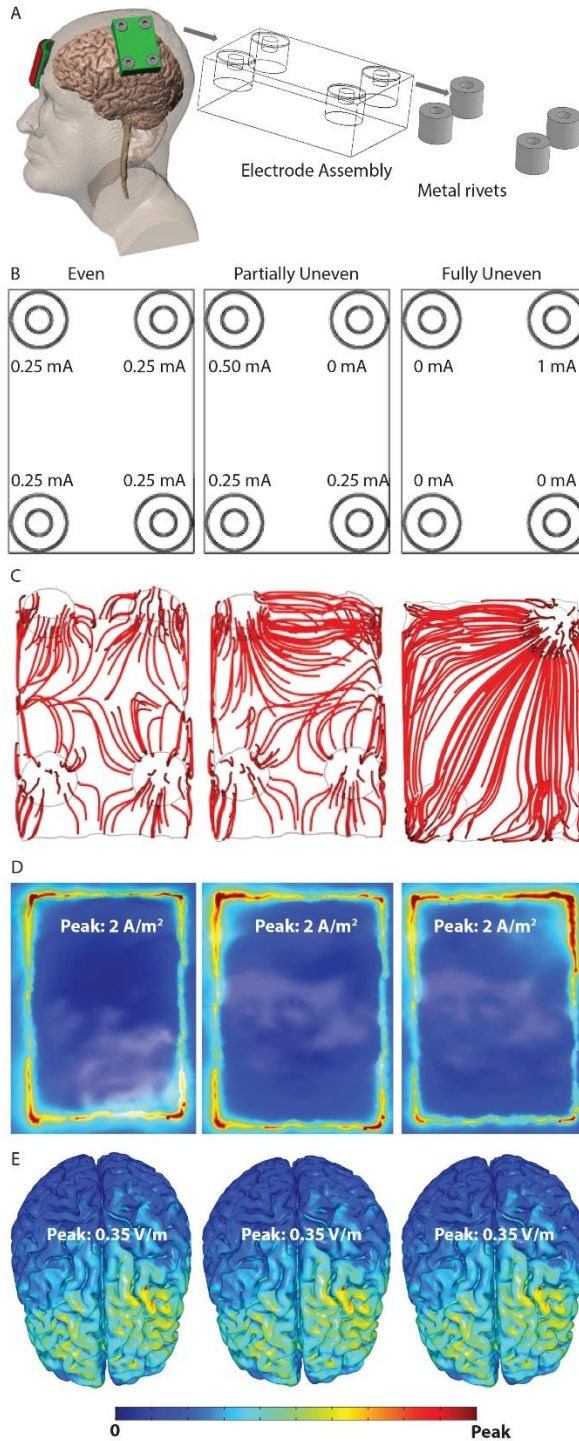 A
Electrode Assembly
Metal rivets
B
Even Partially Uneven Fully Uneven
0.25 mA 0.25 mA 0.50 mA 0 mA 0 mA 1 mA
0.25 mA 0.25 mA 0.25 mA 0.25 mA 0 mA 0 mA
C
D
Peak: 2 A/m² Peak: 2 A/m² Peak: 2 A/m²
E
Peak: 0.35 V/m Peak: 0.35 V/m Peak: 0.35 V/m
0 Peak